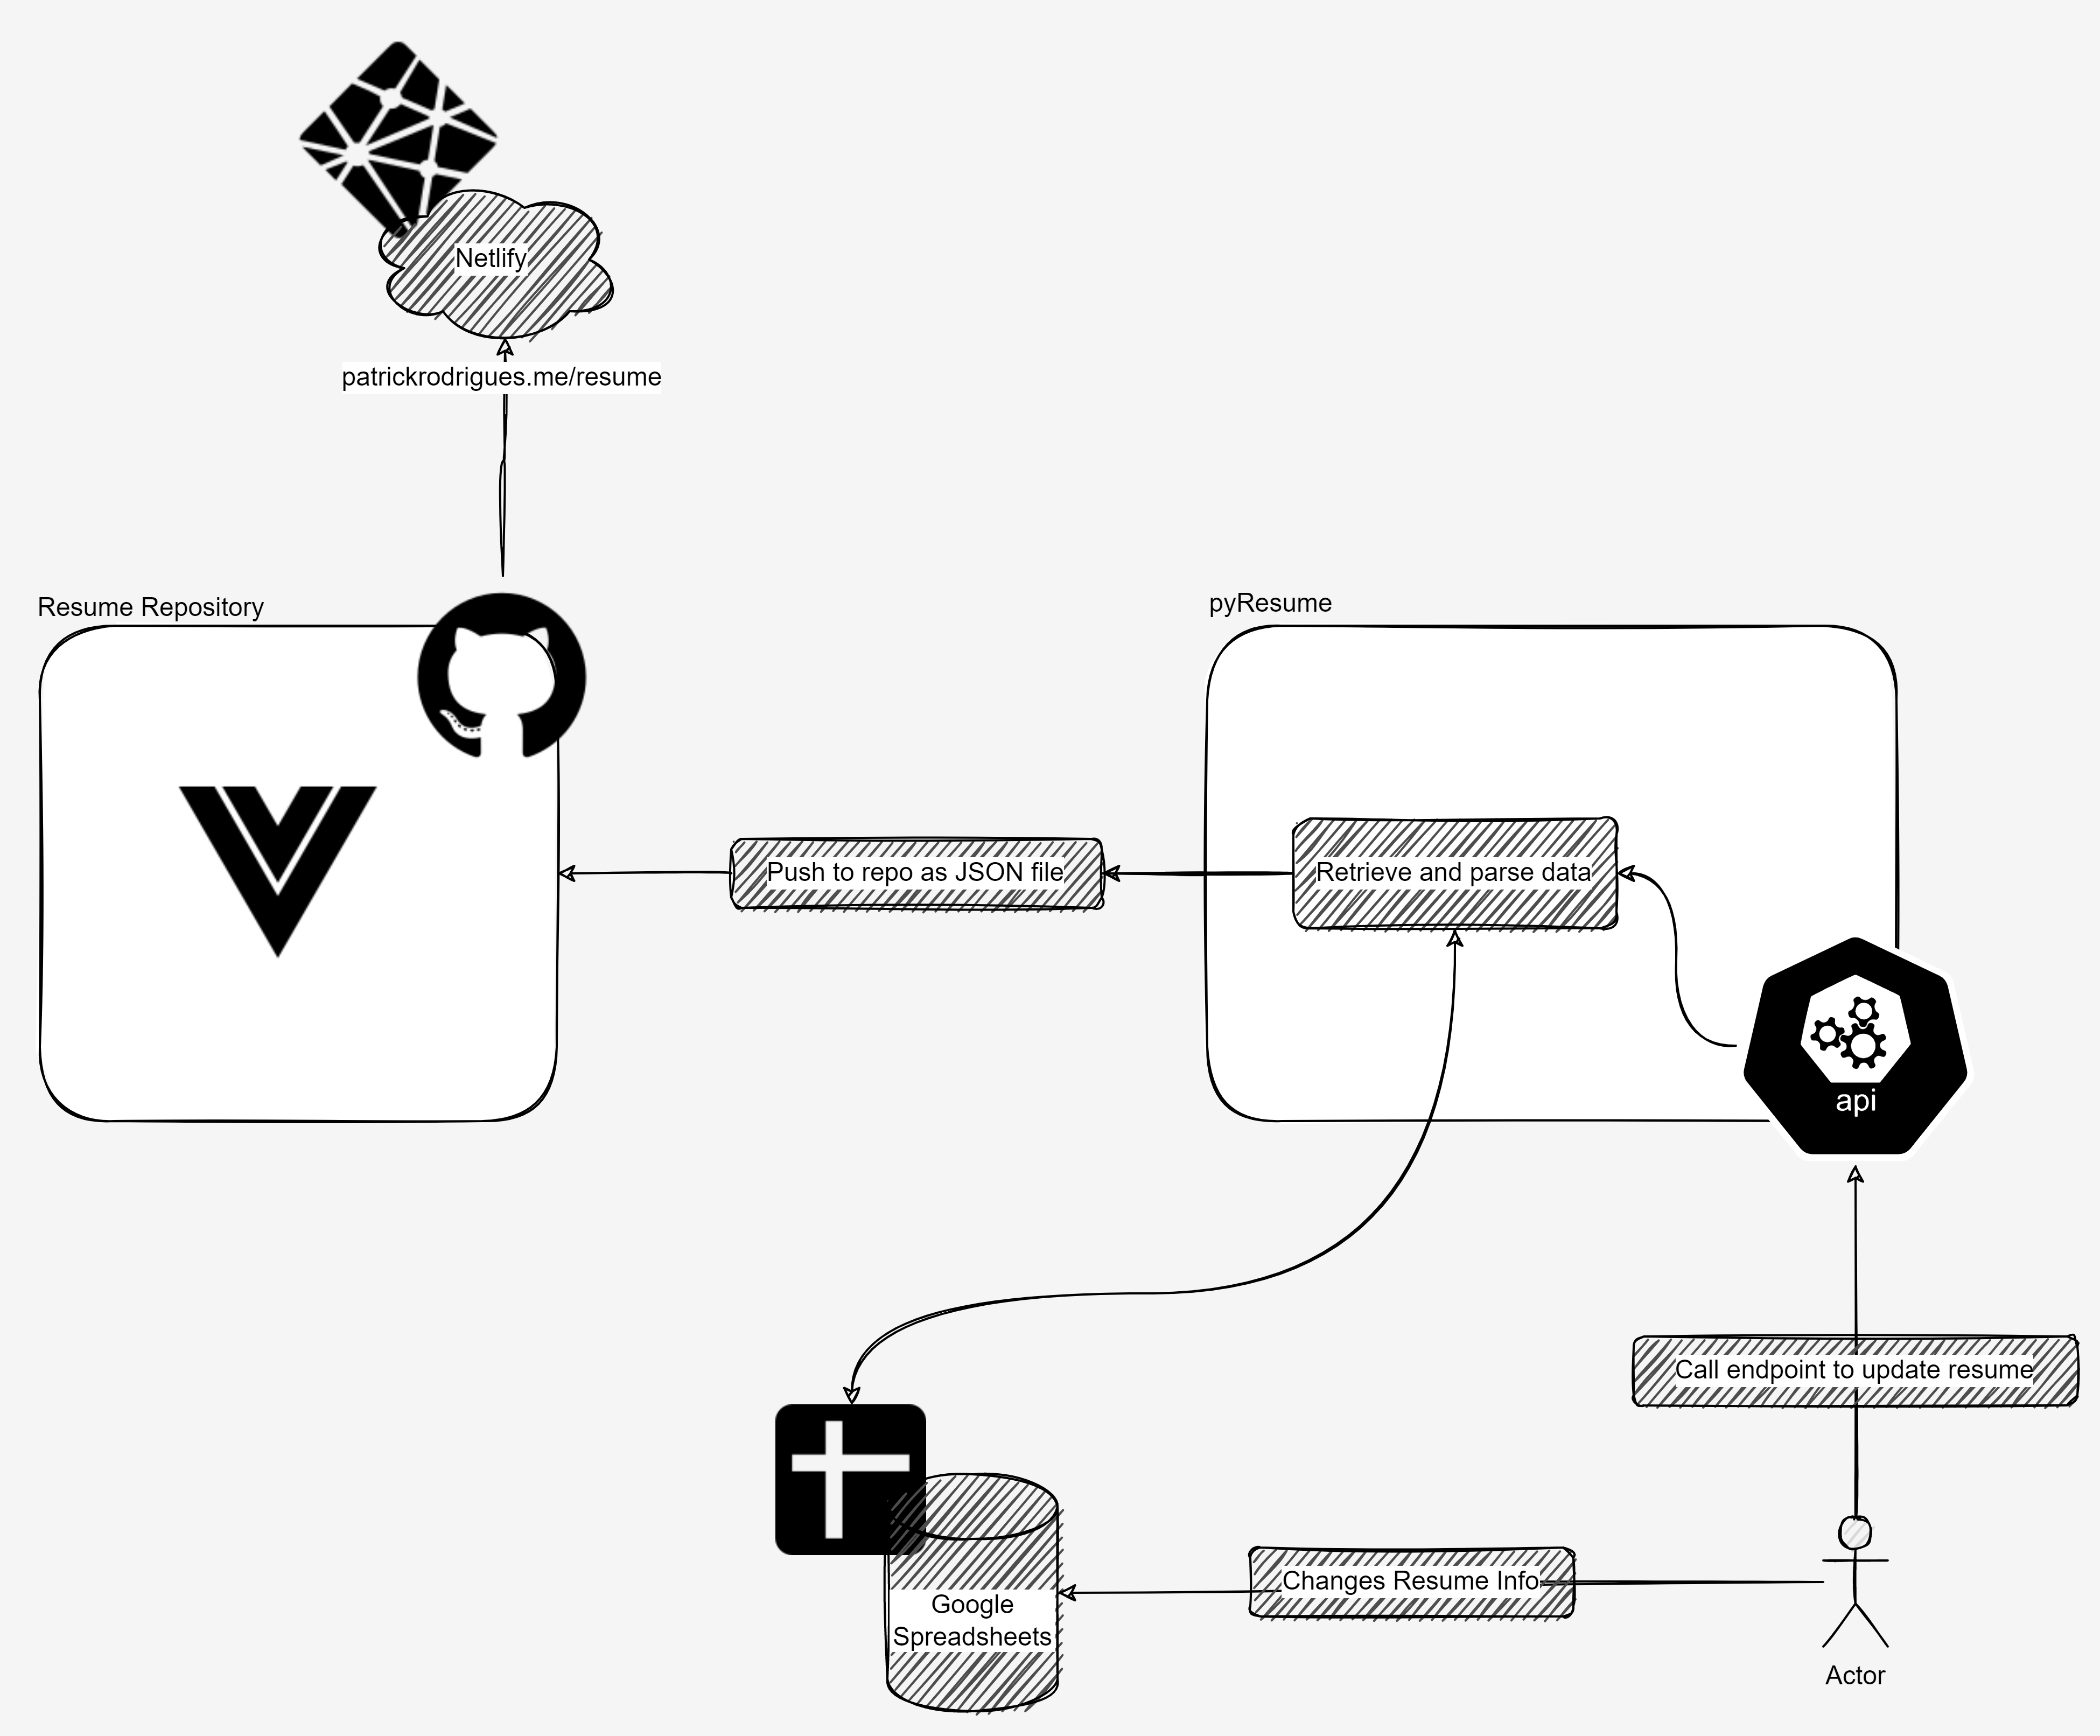 Netlify
patrickrodrigues.me/resume
Resume Repository
pyResume
Push to repo as JSON file
Retrieve and parse data
api
Call endpoint to update resume
Changes Resume Info
Google
Spreadsheets
Actor